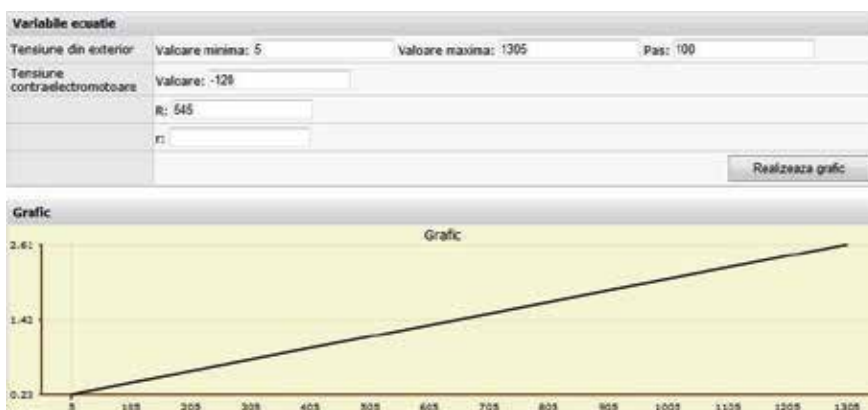 Variabile ecuatie
Tensiune din exterior Valoare minima: 5 Valoare maxima: 1305 Pas: 100
Tensiune
contraelectromotoare Valoare: -120
R: 545
r:
Realizeaza grafic
Grafic
Grafic
2.61
1.42
0.23
5 105 205 305 405 505 605 705 805 905 1005 1105 1205 1305